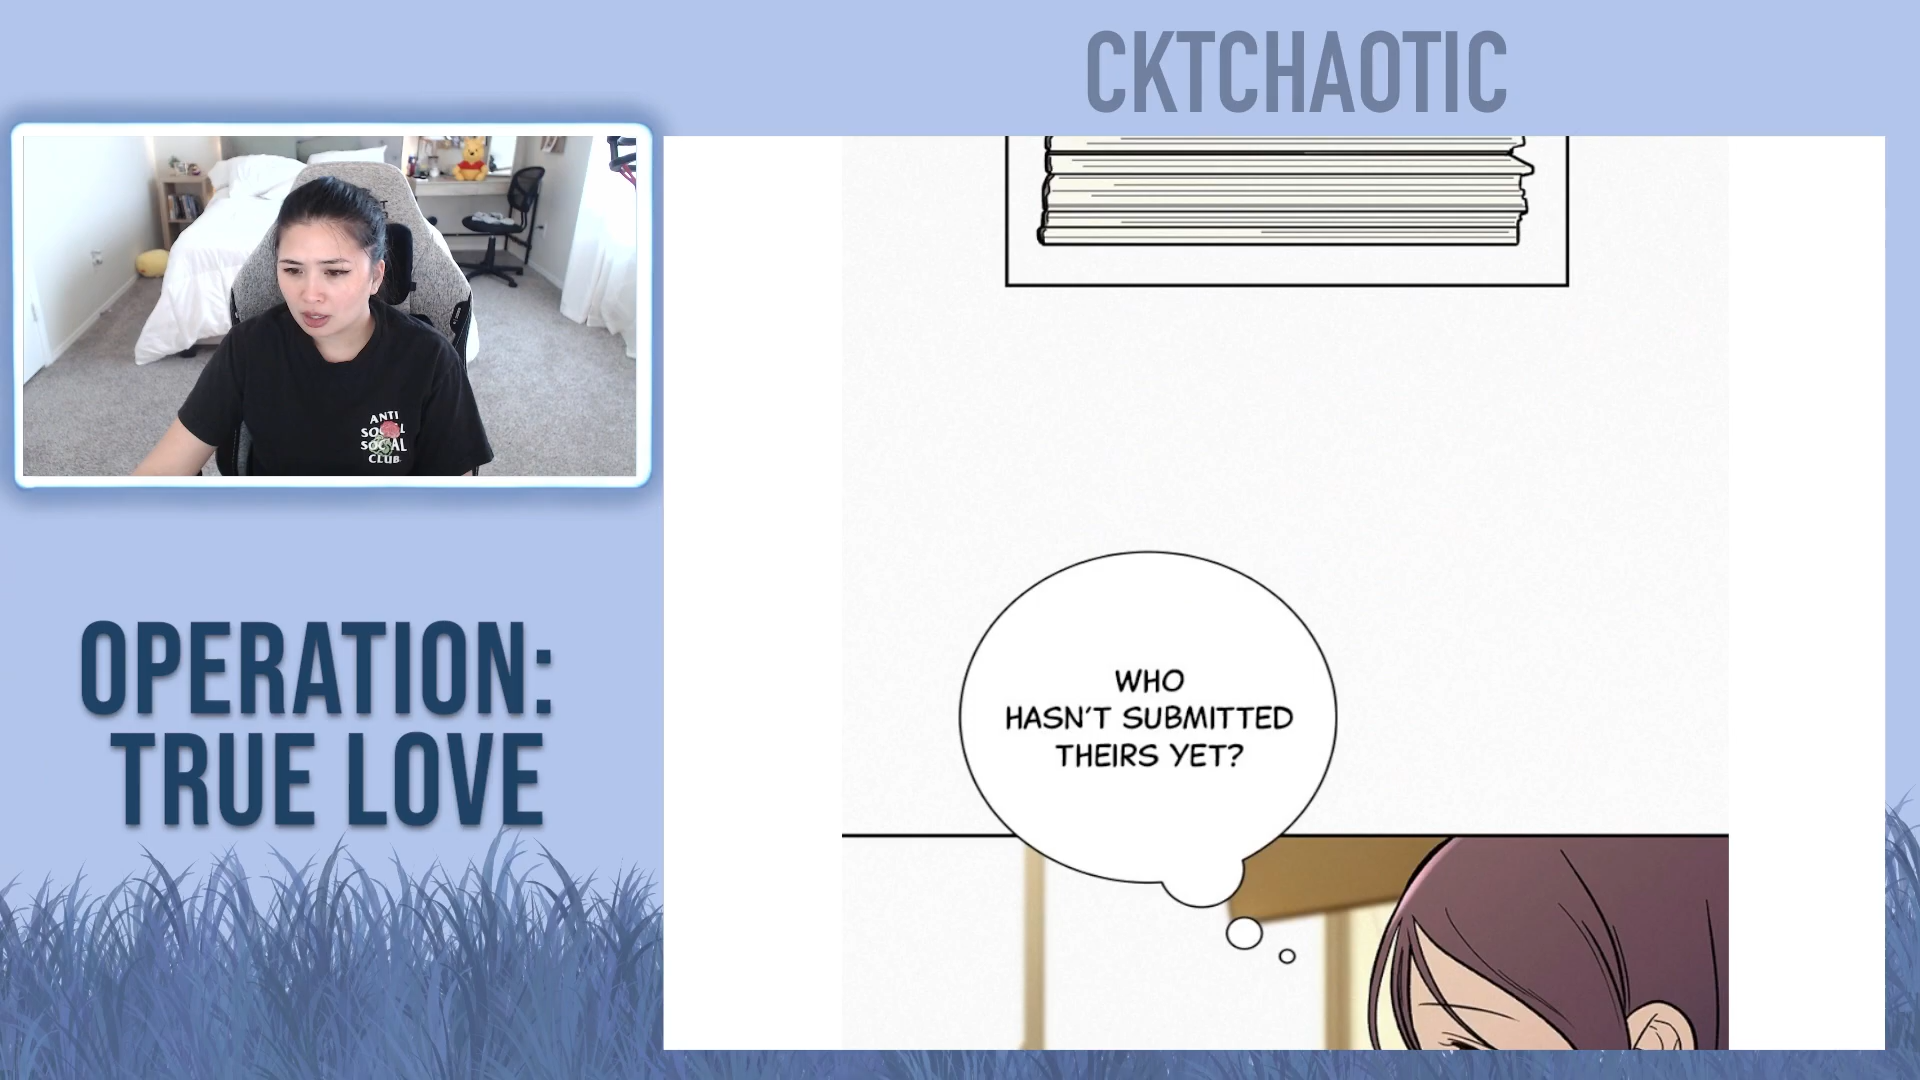 CKTCHAOTIC
ANTI
SOCIAL
SOCIAL
CLUB
OPERATION:
TRUE LOVE
WHO
HASN'T SUBMITTED
THEIRS YET?